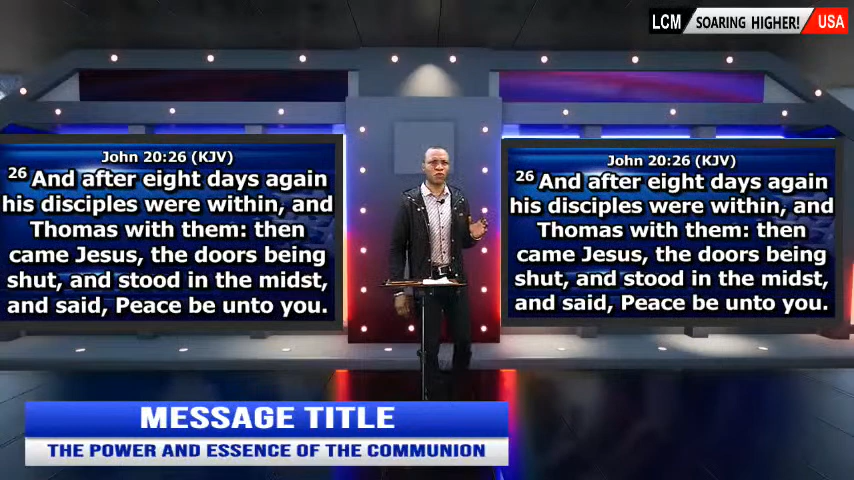 LCM SOARING HIGHER! USA
John 20:26 (KJV)
26 And after eight days again
his disciples were within, and
Thomas with them: then
came Jesus, the doors being
shut, and stood in the midst,
and said, Peace be unto you.
John 20:26 (KJV)
26 And after eight days again
his disciples were within, and
Thomas with them: then
came Jesus, the doors being
shut, and stood in the midst,
and said, Peace be unto you.
MESSAGE TITLE
THE POWER AND ESSENCE OF THE COMMUNION